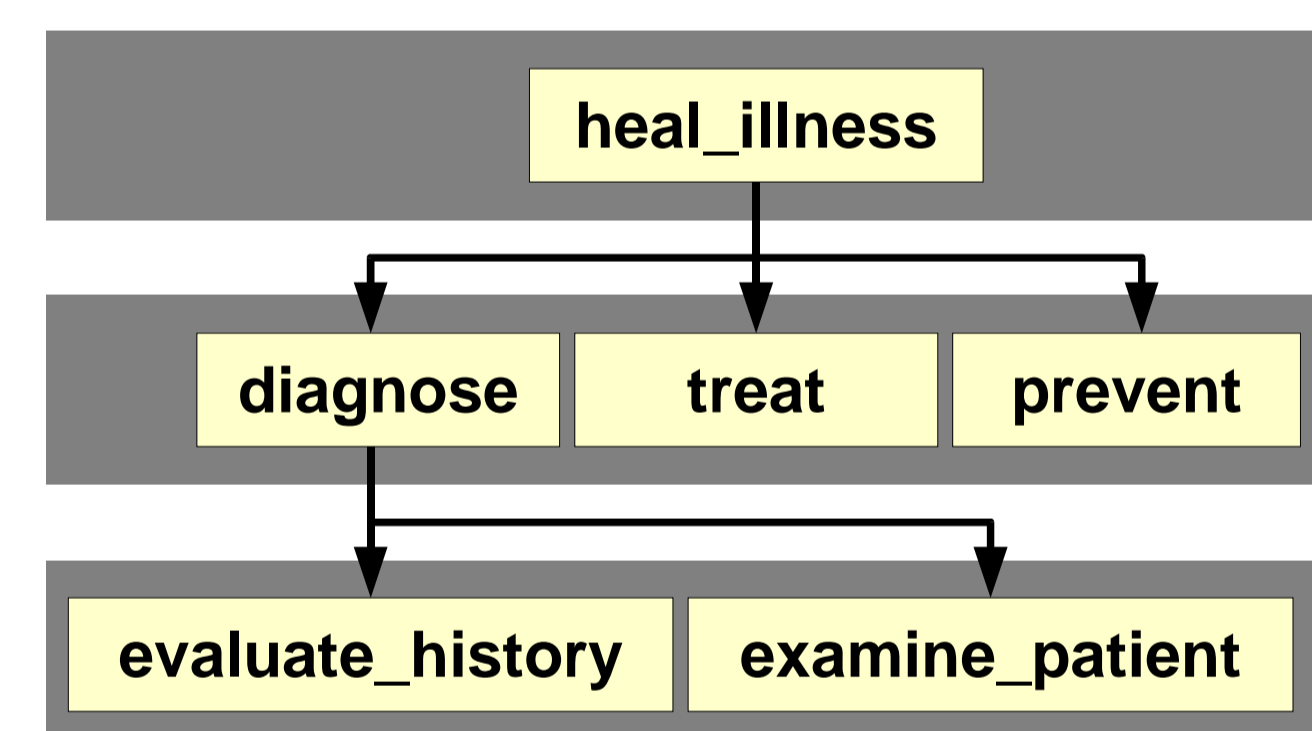 heal_illness
diagnose treat prevent
evaluate_history examine_patient